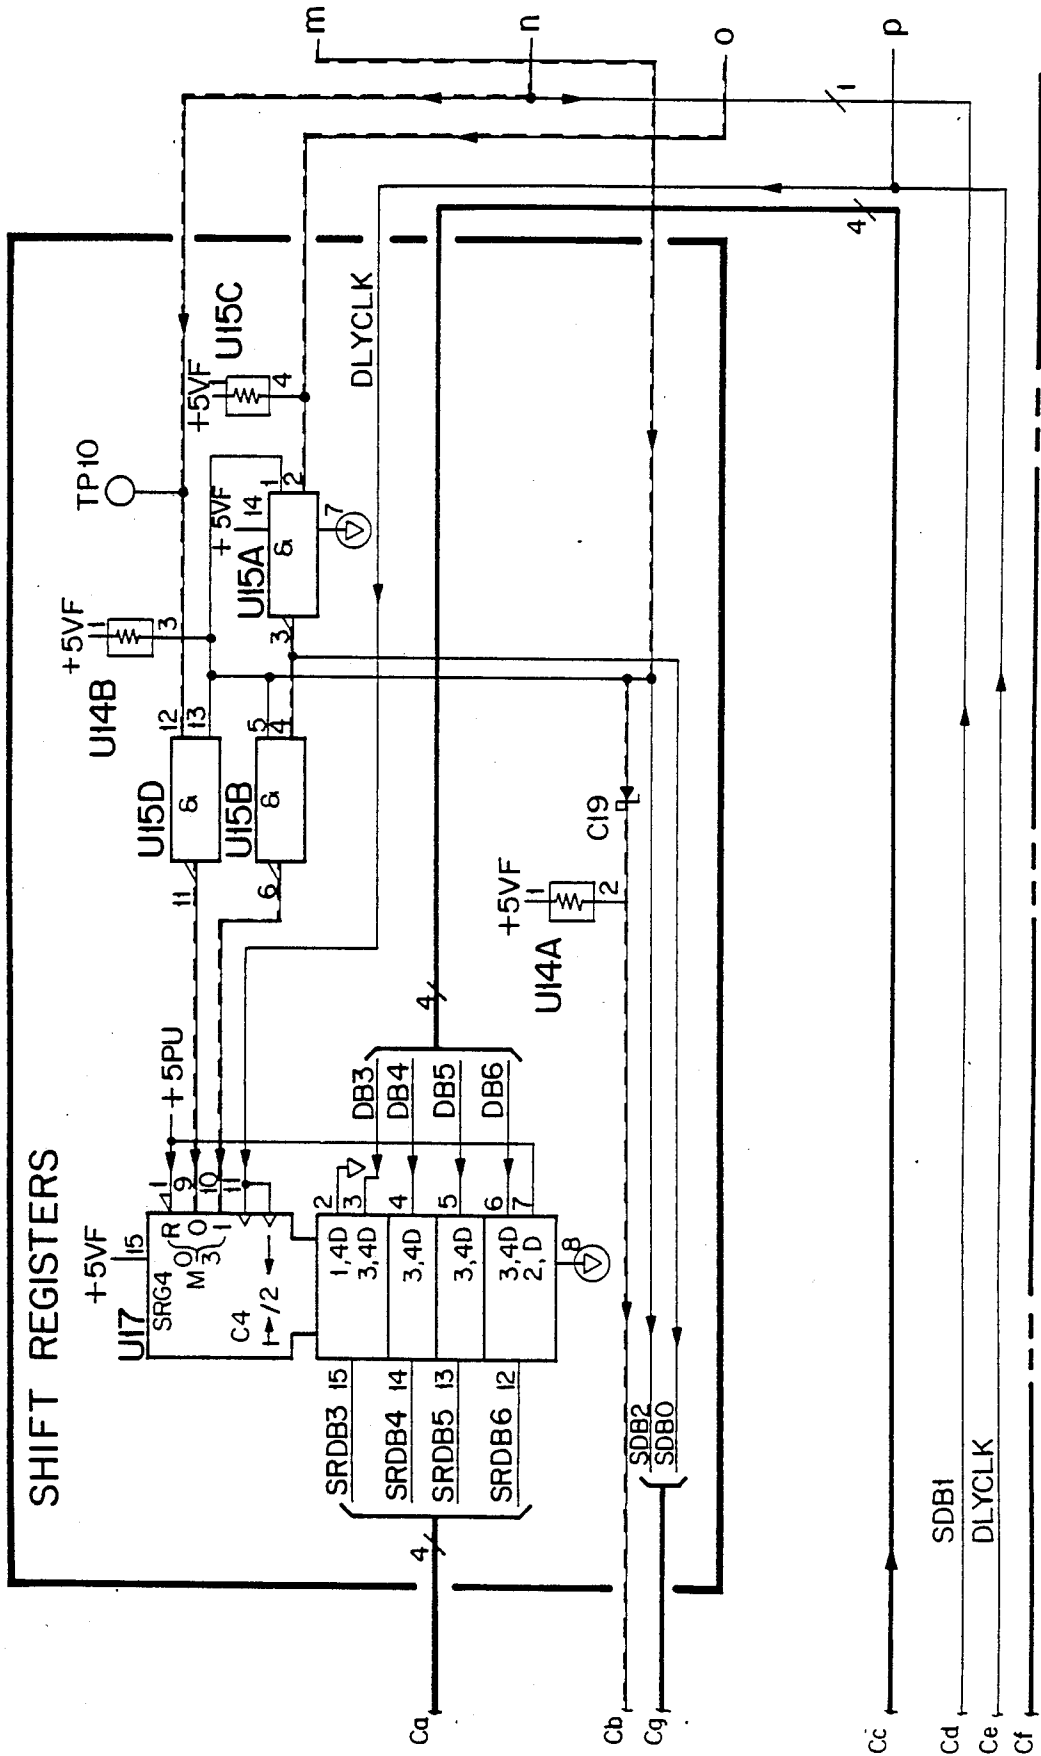 SHIFT REGISTERS
+5VF
15
U17
SRG4
R
M
0
3
0
1
C4
/2
1
9
10
11
+5PU
11
U15D
&
12
13
6
U15B
&
5
4
U14B
+5VF
1
3
TP10
U15A
+5VF
14
&
1
2
3
7
U15C
+5VF
4
DLYCLK
2
3
4
5
6
7
1,4D
3,4D
3,4D
3,4D
3,4D
2,D
8
DB3
DB4
DB5
DB6
4
SRDB3 15
SRDB4 14
SRDB5 13
SRDB6 12
4
U14A
+5VF
1
2
C19
SDB2
SDB0
SDB1
DLYCLK
4
1
m
n
o
p
Ca
Cb
Cg
Cc
Cd
Ce
Cf